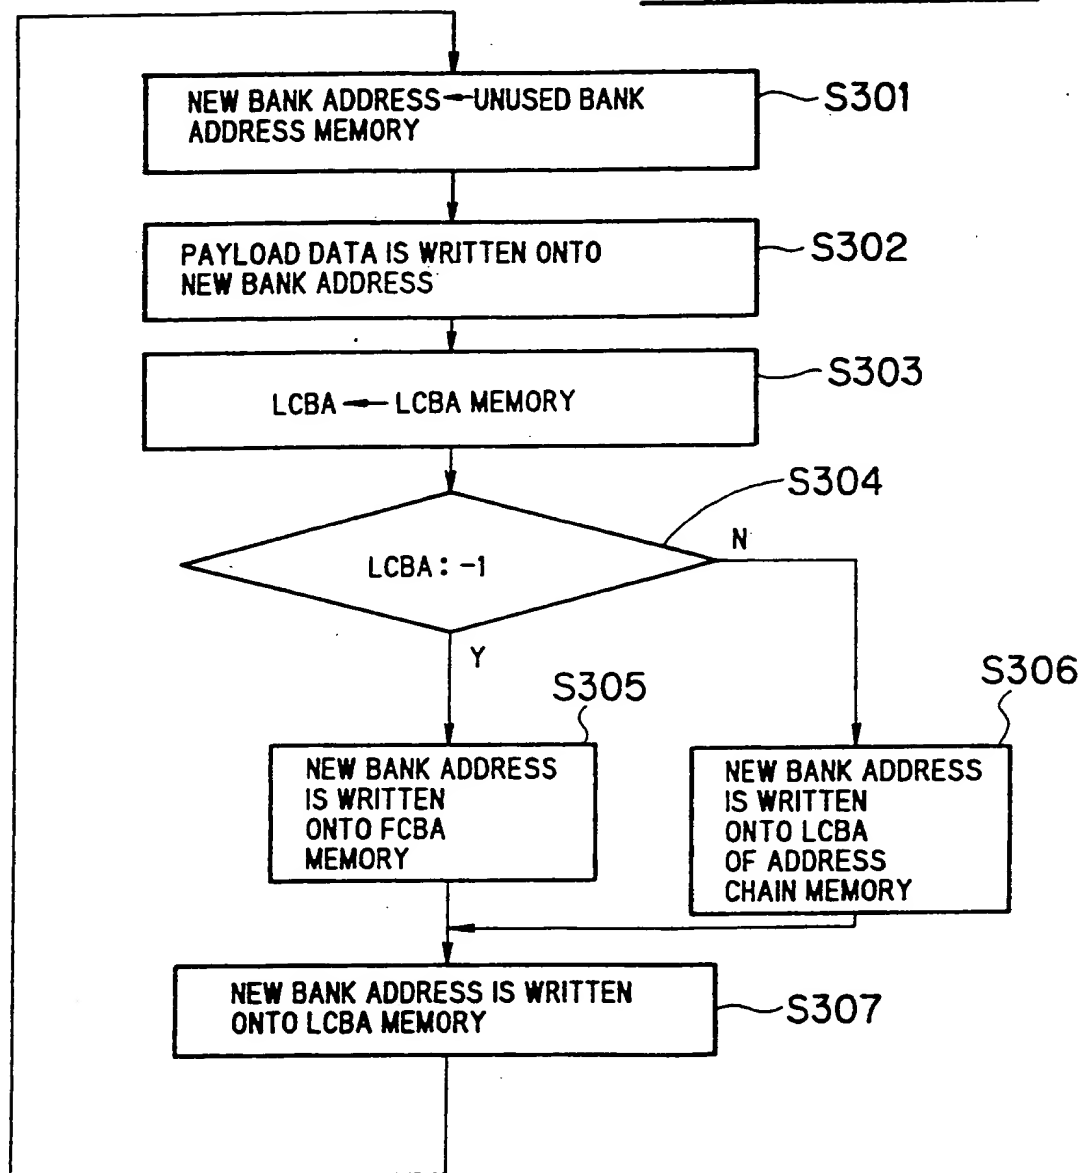 NEW BANK ADDRESS←UNUSED BANK
ADDRESS MEMORY
S301
PAYLOAD DATA IS WRITTEN ONTO
NEW BANK ADDRESS
S302
LCBA ← LCBA MEMORY
S303
S304
LCBA : -1
N
Y
S305
S306
NEW BANK ADDRESS
IS WRITTEN
ONTO FCBA
MEMORY
NEW BANK ADDRESS
IS WRITTEN
ONTO LCBA
OF ADDRESS
CHAIN MEMORY
NEW BANK ADDRESS IS WRITTEN
ONTO LCBA MEMORY
S307